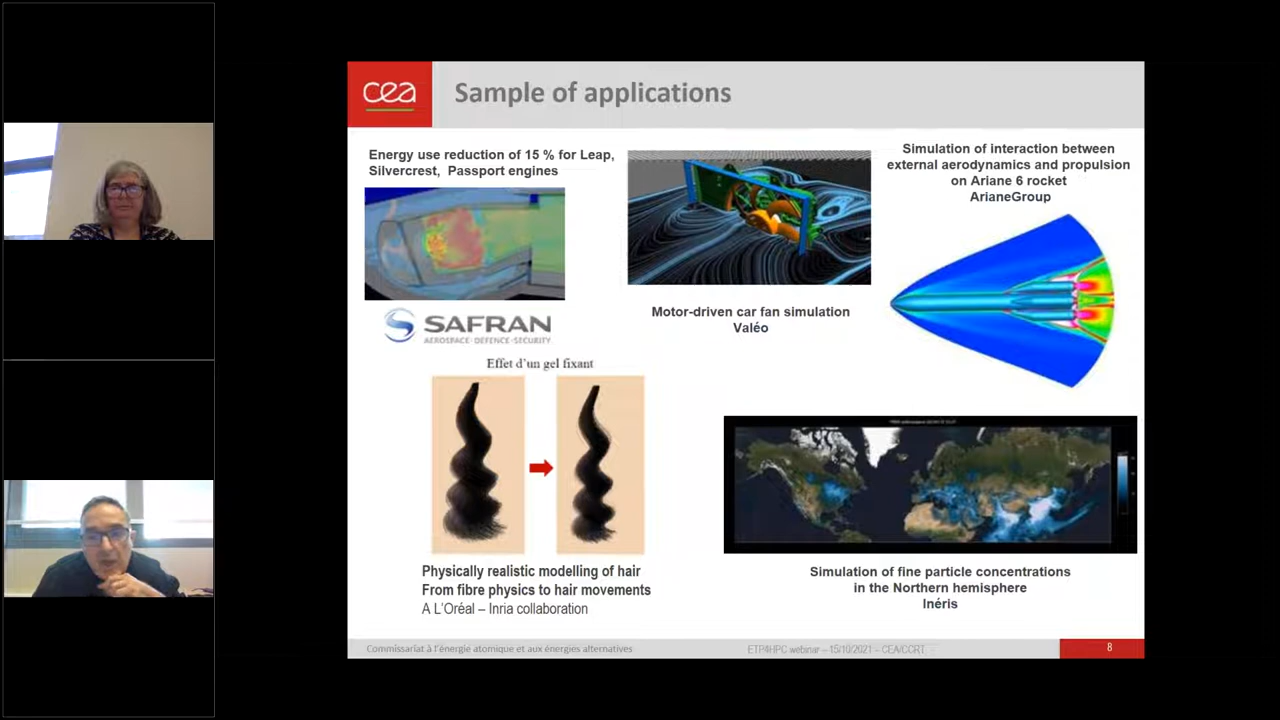 cea
Sample of applications
Energy use reduction of 15 % for Leap,
Silvercrest, Passport engines
SAFRAN
AEROSPACE · DEFENCE · SECURITY
Motor-driven car fan simulation
Valéo
Simulation of interaction between
external aerodynamics and propulsion
on Ariane 6 rocket
ArianeGroup
Effet d'un gel fixant
Physically realistic modelling of hair
From fibre physics to hair movements
A L'Oréal – Inria collaboration
Simulation of fine particle concentrations
in the Northern hemisphere
Inéris
Commissariat à l'énergie atomique et aux énergies alternatives
ETP4HPC webinar – 15/10/2021 – CEA/CCRT
8